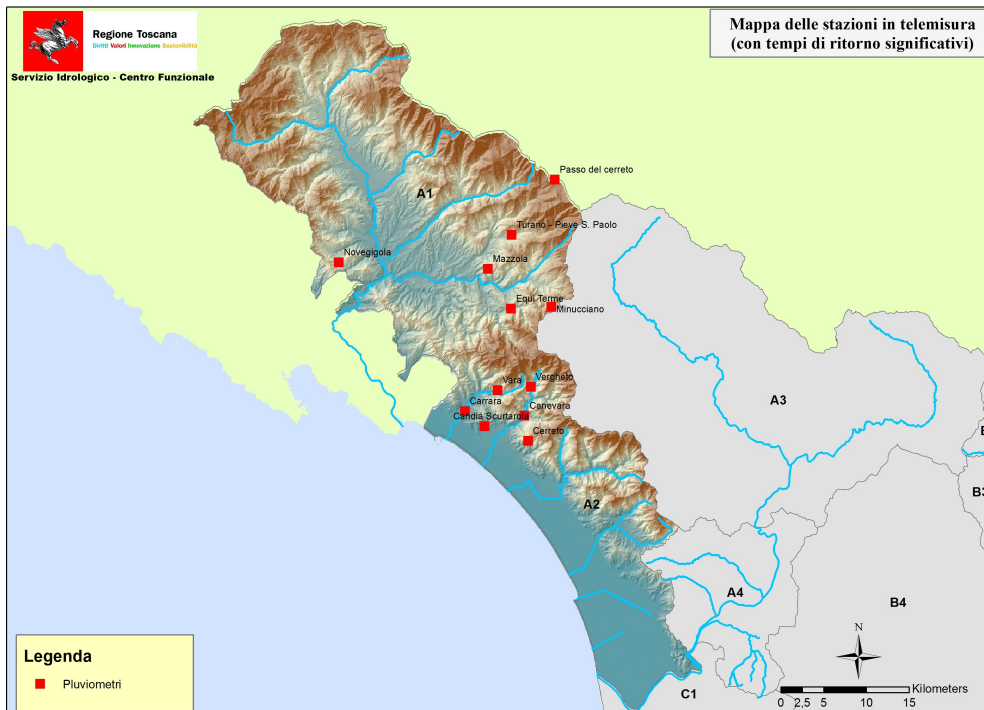 Regione Toscana
Diritti Valori Innovazione Sostenibilità
Servizio Idrologico - Centro Funzionale
Mappa delle stazioni in telemisura
(con tempi di ritorno significativi)
Passo del cerreto
A1
Turano - Pieve S. Paolo
Novegigola
Mazzola
Equi Terme
Minucciano
Vara
Vergheto
A3
Carrara
Canevara
Candia Scurtarola
Cerreto
B3
A2
A4
B4
C1
N
Legenda
Pluviometri
Kilometers
0 2,5 5 10 15